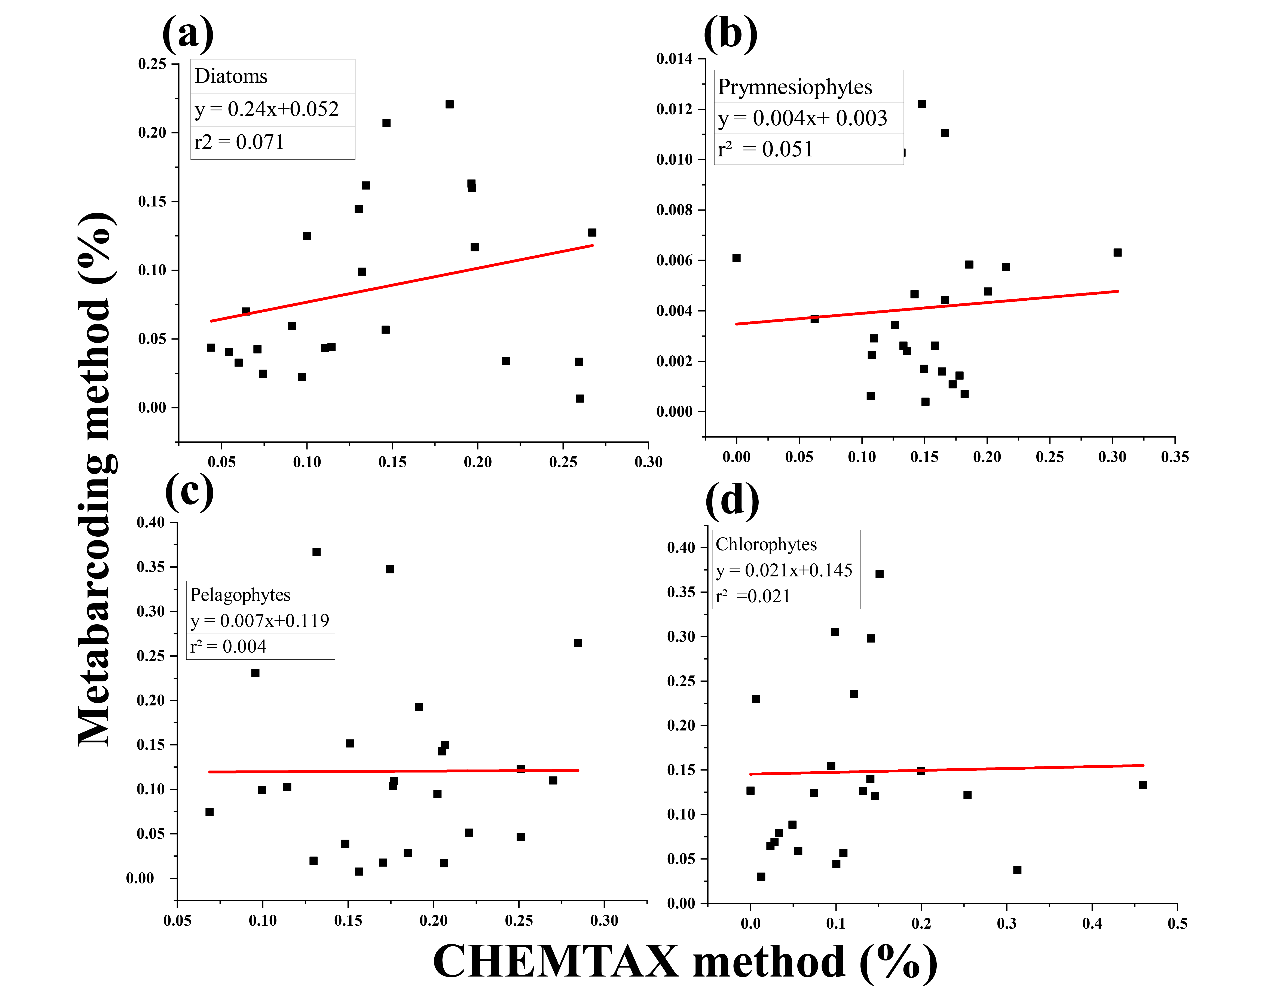 (a)
Diatoms
y = 0.24x+0.052
r2 = 0.071
0.25
0.20
0.15
0.10
0.05
0.00
0.05 0.10 0.15 0.20 0.25 0.30
(b)
Prymnesiophytes
y = 0.004x+ 0.003
r² = 0.051
0.014
0.012
0.010
0.008
0.006
0.004
0.002
0.000
0.00 0.05 0.10 0.15 0.20 0.25 0.30 0.35
Metabarcoding method (%)
(c)
Pelagophytes
y = 0.007x+0.119
r² = 0.004
0.40
0.35
0.30
0.25
0.20
0.15
0.10
0.05
0.00
0.05 0.10 0.15 0.20 0.25 0.30
(d)
Chlorophytes
y = 0.021x+0.145
r² =0.021
0.40
0.35
0.30
0.25
0.20
0.15
0.10
0.05
0.00
0.0 0.1 0.2 0.3 0.4 0.5
CHEMTAX method (%)